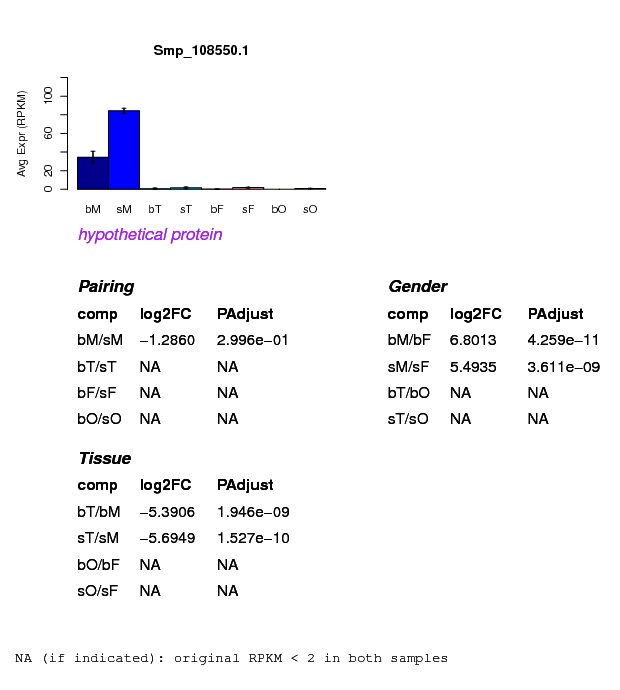 Smp_108550.1
Avg Expr (RPKM)
100
60
20
0
bM sM bT sT bF sF bO sO
hypothetical protein
Pairing
comp log2FC PAdjust
bM/sM −1.2860 2.996e−01
bT/sT NA NA
bF/sF NA NA
bO/sO NA NA
Gender
comp log2FC PAdjust
bM/bF 6.8013 4.259e−11
sM/sF 5.4935 3.611e−09
bT/bO NA NA
sT/sO NA NA
Tissue
comp log2FC PAdjust
bT/bM −5.3906 1.946e−09
sT/sM −5.6949 1.527e−10
bO/bF NA NA
sO/sF NA NA
NA (if indicated): original RPKM < 2 in both samples